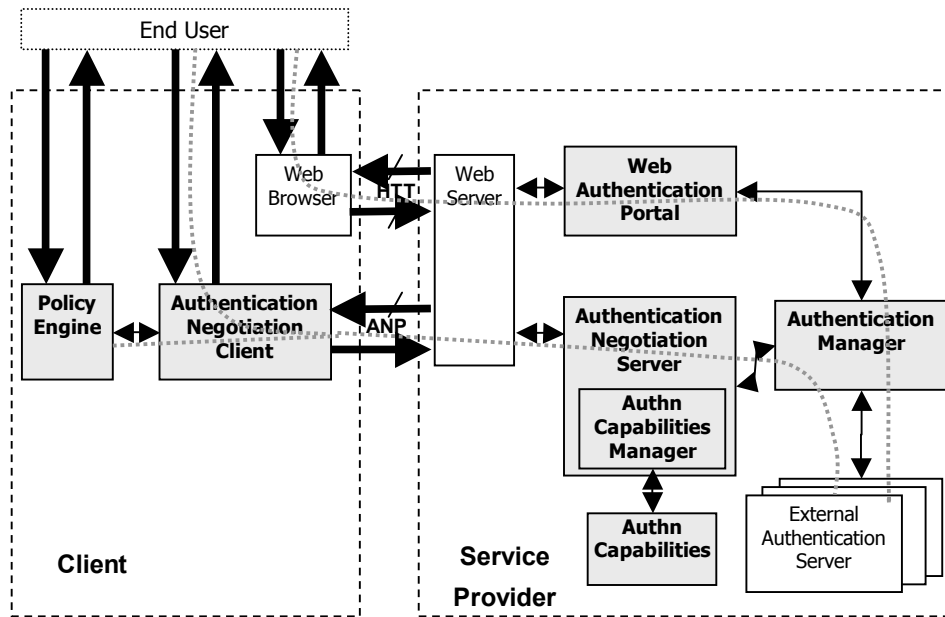 End User
Web
Browser
HTT
Web
Server
Web
Authentication
Portal
Policy
Engine
Authentication
Negotiation
Client
ANP
Authentication
Negotiation
Server
Authentication
Manager
Authn
Capabilities
Manager
Authn
Capabilities
External
Authentication
Server
Client
Service
Provider